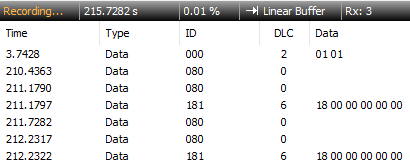 Recording... 215.7282 s 0.01 % Linear Buffer Rx: 3
Time Type ID DLC Data
3.7428 Data 000 2 01 01
210.4363 Data 080 0
211.1790 Data 080 0
211.1797 Data 181 6 18 00 00 00 00 00
211.7282 Data 080 0
212.2317 Data 080 0
212.2322 Data 181 6 18 00 00 00 00 00